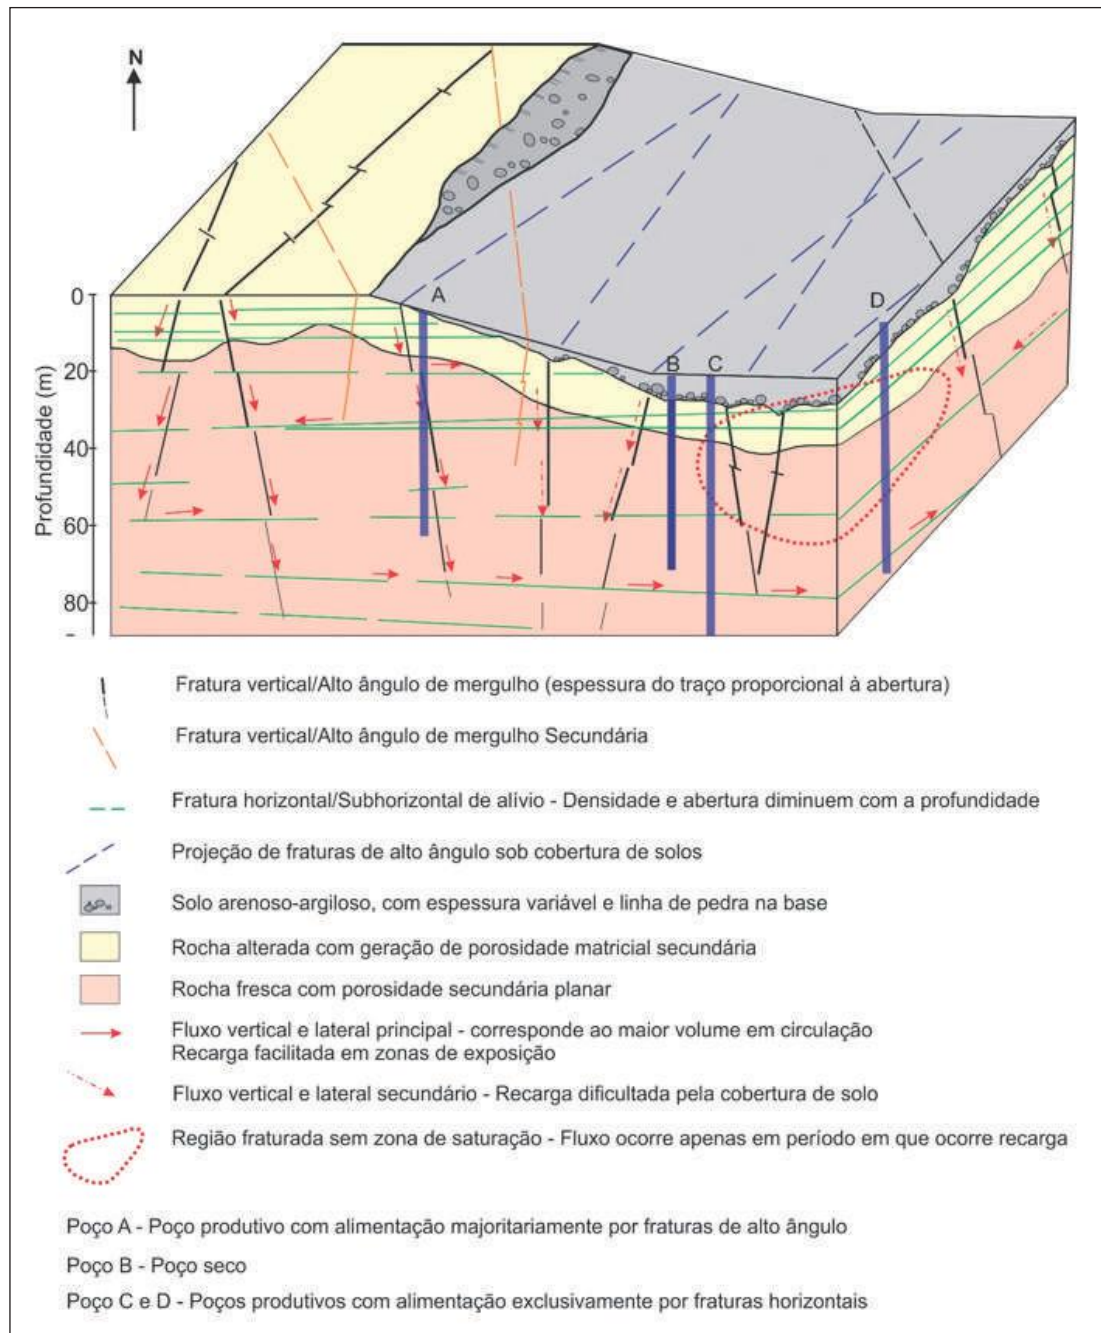 N
A
B
C
D
0
20
40
60
80
Profundidade (m)
Fratura vertical/Alto ângulo de mergulho (espessura do traço proporcional à abertura)
Fratura vertical/Alto ângulo de mergulho Secundária
Fratura horizontal/Subhorizontal de alívio - Densidade e abertura diminuem com a profundidade
Projeção de fraturas de alto ângulo sob cobertura de solos
Solo arenoso-argiloso, com espessura variável e linha de pedra na base
Rocha alterada com geração de porosidade matricial secundária
Rocha fresca com porosidade secundária planar
Fluxo vertical e lateral principal - corresponde ao maior volume em circulação
Recarga facilitada em zonas de exposição
Fluxo vertical e lateral secundário - Recarga dificultada pela cobertura de solo
Região fraturada sem zona de saturação - Fluxo ocorre apenas em período em que ocorre recarga
Poço A - Poço produtivo com alimentação majoritariamente por fraturas de alto ângulo
Poço B - Poço seco
Poço C e D - Poços produtivos com alimentação exclusivamente por fraturas horizontais